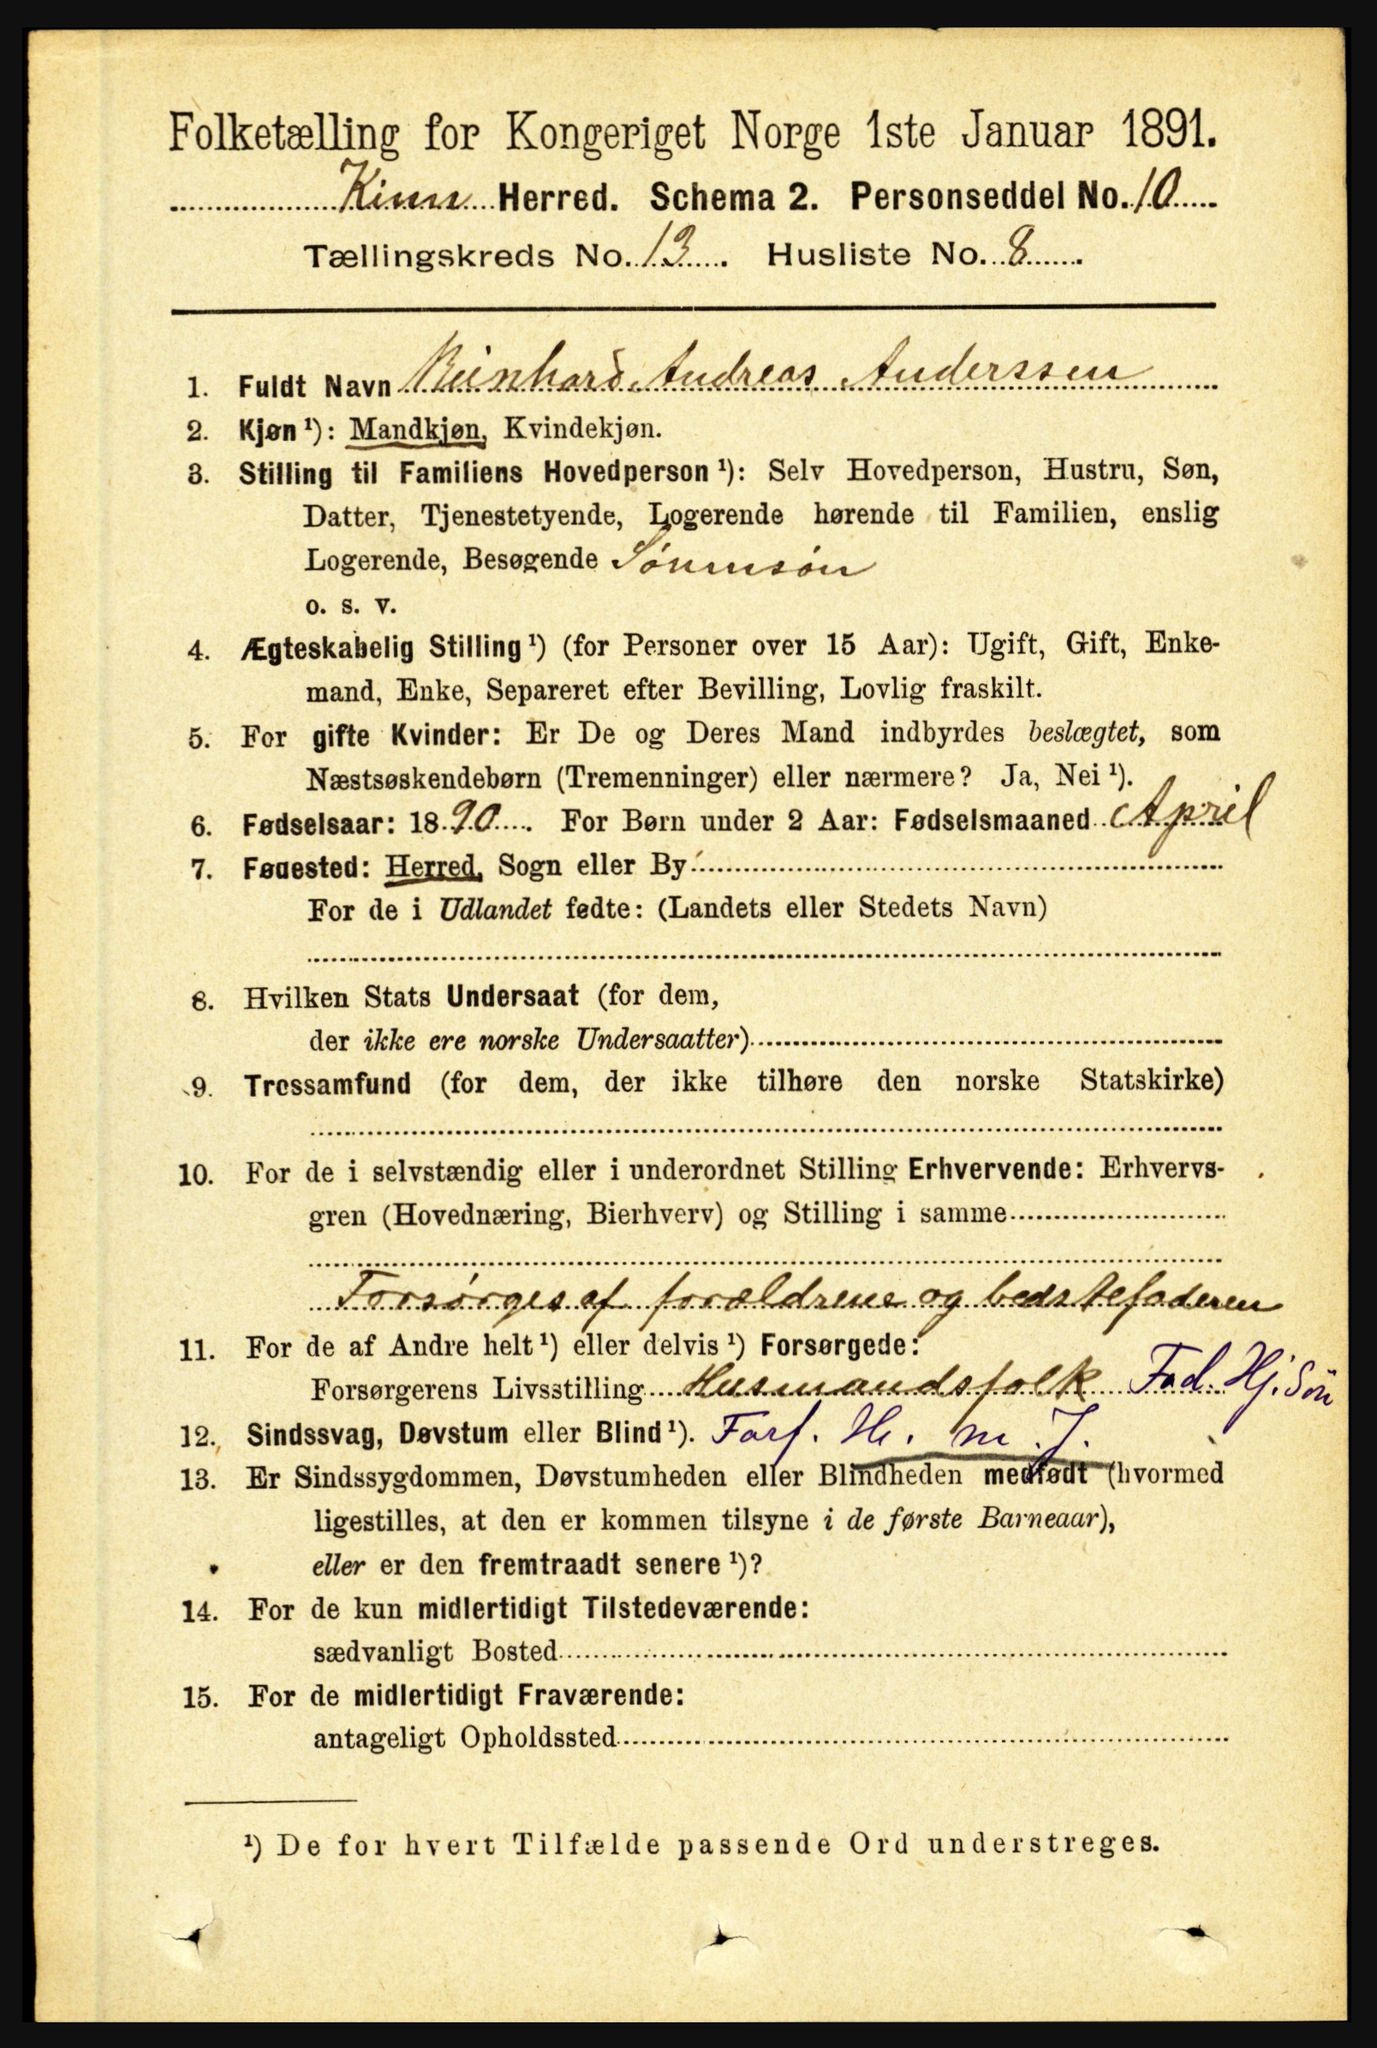 Folketælling for Kongeriget Norge 1ste Januar 1891.
Kinn Herred. Schema 2. Personseddel No. 10
Tællingskreds No. 13. Husliste No. 8
1. Fuldt Navn Reinhard Andreas Anderssen
2. Kjøn ¹): Mandkjøn, Kvindekjøn.
3. Stilling til Familiens Hovedperson ¹): Selv Hovedperson, Hustru, Søn,
Datter, Tjenestetyende, Logerende hørende til Familien, enslig
Logerende, Besøgende Sønnsøn
o. s. v.
4. Ægteskabelig Stilling ¹) (for Personer over 15 Aar): Ugift, Gift, Enke-
mand, Enke, Separeret efter Bevilling, Lovlig fraskilt.
5. For gifte Kvinder: Er De og Deres Mand indbyrdes beslægtet, som
Næstsøskendebørn (Tremenninger) eller nærmere? Ja, Nei ¹).
6. Fødselsaar: 1890. For Børn under 2 Aar: Fødselsmaaned April
7. Fødested: Herred, Sogn eller By
For de i Udlandet fødte: (Landets eller Stedets Navn)
8. Hvilken Stats Undersaat (for dem,
der ikke ere norske Undersaatter)
9. Trossamfund (for dem, der ikke tilhøre den norske Statskirke)
10. For de i selvstændig eller i underordnet Stilling Erhvervende: Erhvervs-
gren (Hovednæring, Bierhverv) og Stilling i samme
Forsørges af forældrene og bedstefaderen
11. For de af Andre helt ¹) eller delvis ¹) Forsørgede:
Forsørgerens Livsstilling Husmandsfolk Fad. Hj. Søn
12. Sindssvag, Døvstum eller Blind ¹). Farf. H. m. J.
13. Er Sindssygdommen, Døvstumheden eller Blindheden medfødt (hvormed
ligestilles, at den er kommen tilsyne i de første Barneaar),
eller er den fremtraadt senere ¹)?
14. For de kun midlertidigt Tilstedeværende:
sædvanligt Bosted
15. For de midlertidigt Fraværende:
antageligt Opholdssted
¹) De for hvert Tilfælde passende Ord understreges.